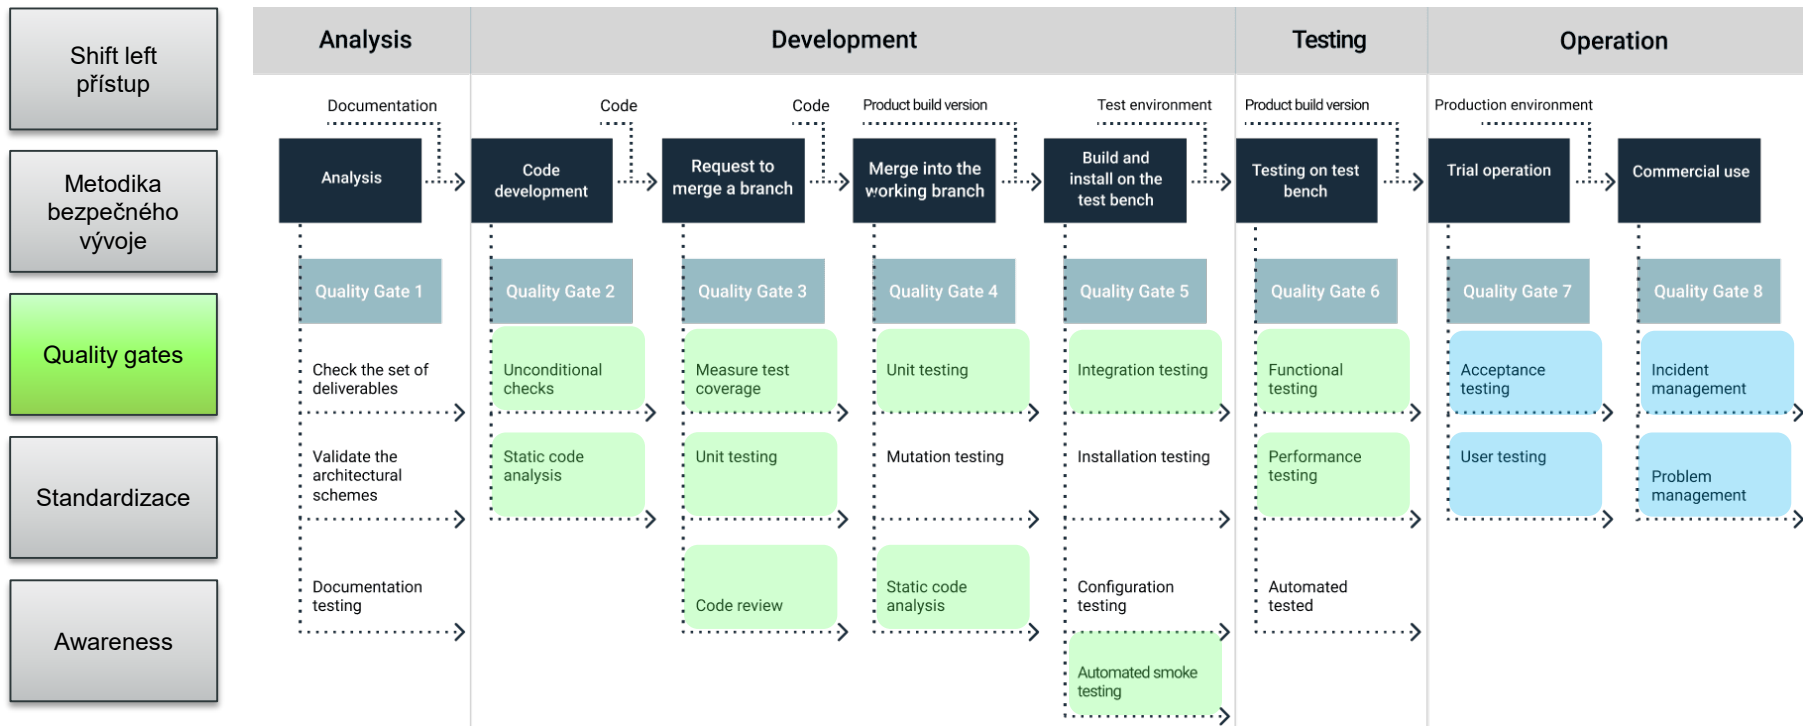 Shift left
přístup
Metodika
bezpečného
vývoje
Quality gates
Standardizace
Awareness
Analysis
Development
Testing
Operation
Documentation
Code
Code
Product build version
Test environment
Product build version
Production environment
Analysis
Code
development
Request to
merge a branch
Merge into the
working branch
Build and
install on the
test bench
Testing on test
bench
Trial operation
Commercial use
Quality Gate 1
Quality Gate 2
Quality Gate 3
Quality Gate 4
Quality Gate 5
Quality Gate 6
Quality Gate 7
Quality Gate 8
Check the set of
deliverables
Unconditional
checks
Measure test
coverage
Unit testing
Integration testing
Functional
testing
Acceptance
testing
Incident
management
Validate the
architectural
schemes
Static code
analysis
Unit testing
Mutation testing
Installation testing
Performance
testing
User testing
Problem
management
Documentation
testing
Code review
Static code
analysis
Configuration
testing
Automated
tested
Automated smoke
testing